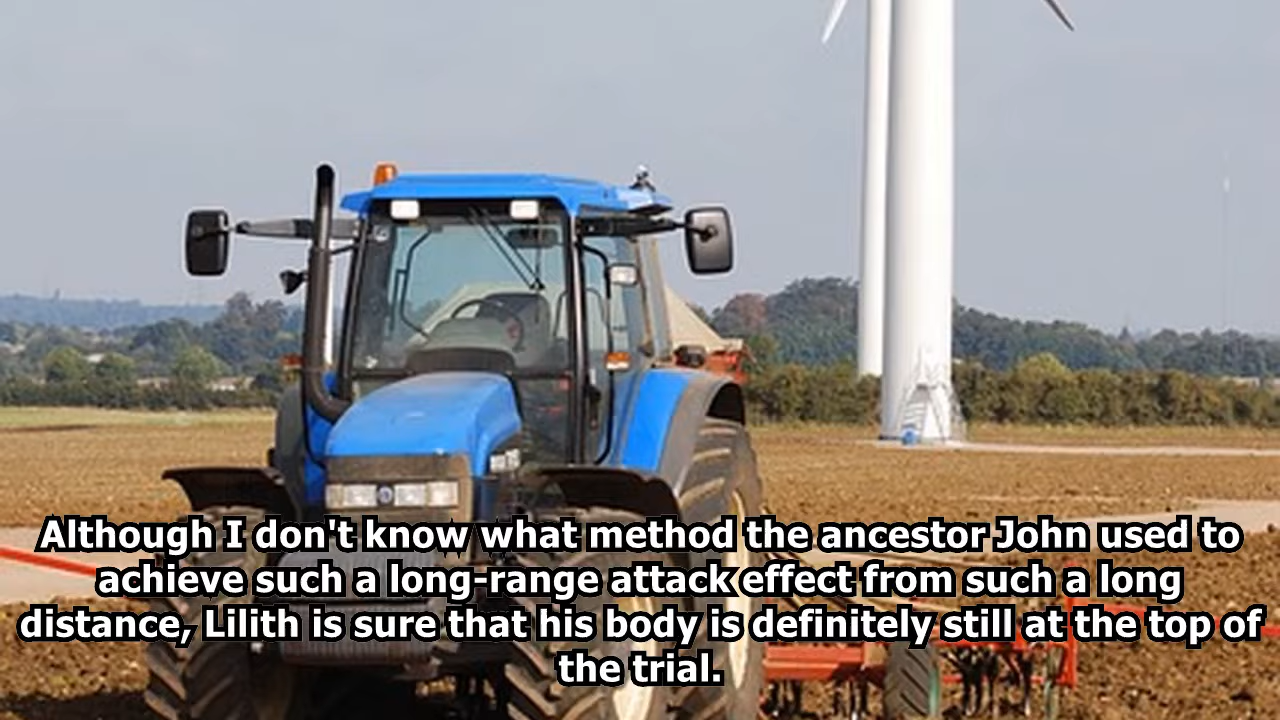 Although I don't know what method the ancestor John used to
achieve such a long-range attack effect from such a long
distance, Lilith is sure that his body is definitely still at the top of
the trial.